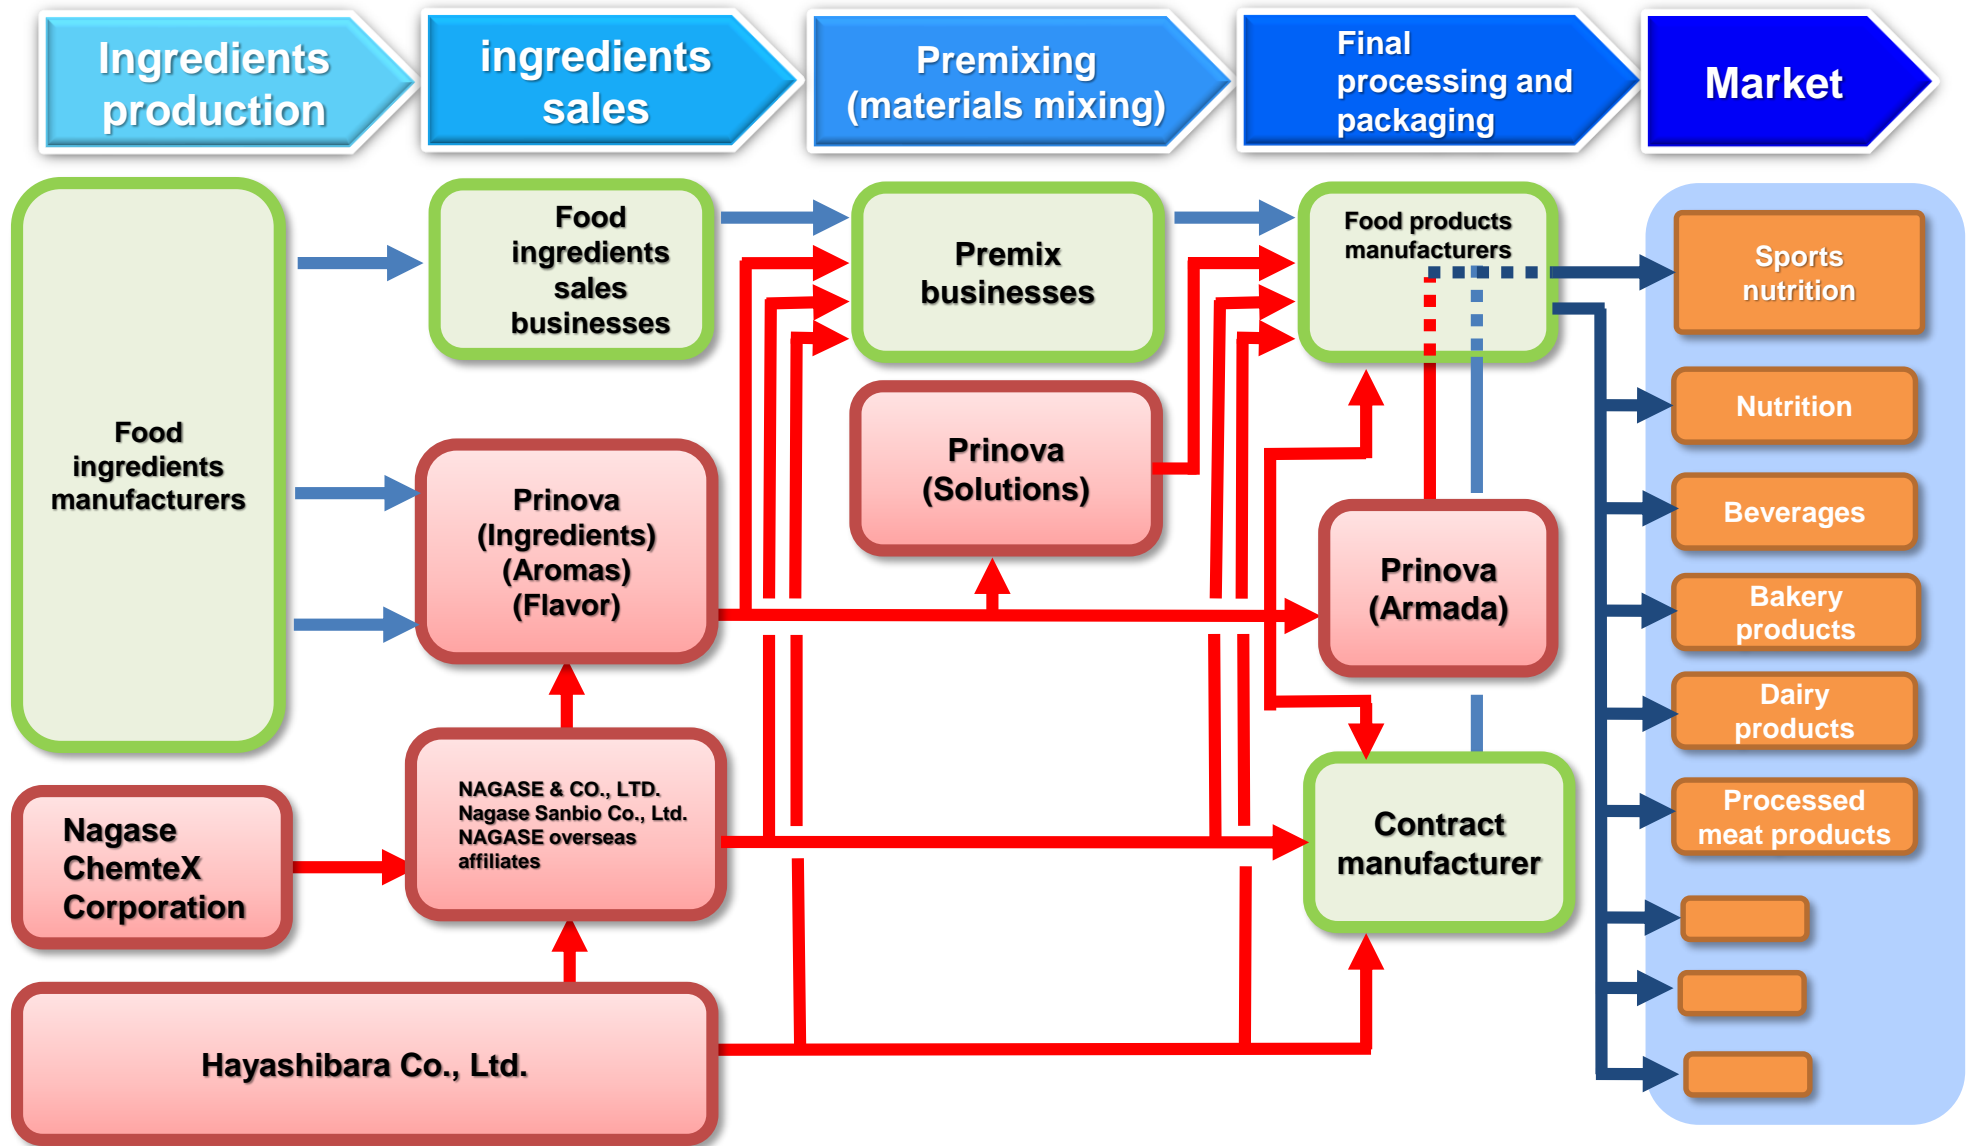 Ingredients
production
ingredients
sales
Premixing
(materials mixing)
Final
processing and
packaging
Market
Food
ingredients
manufacturers
Food
ingredients
sales
businesses
Premix
businesses
Food products
manufacturers
Sports
nutrition
Nutrition
Beverages
Bakery
products
Dairy
products
Processed
meat products
Prinova
(Ingredients)
(Aromas)
(Flavor)
Prinova
(Solutions)
Prinova
(Armada)
NAGASE & CO., LTD.
Nagase Sanbio Co., Ltd.
NAGASE overseas
affiliates
Contract
manufacturer
Nagase
ChemteX
Corporation
Hayashibara Co., Ltd.